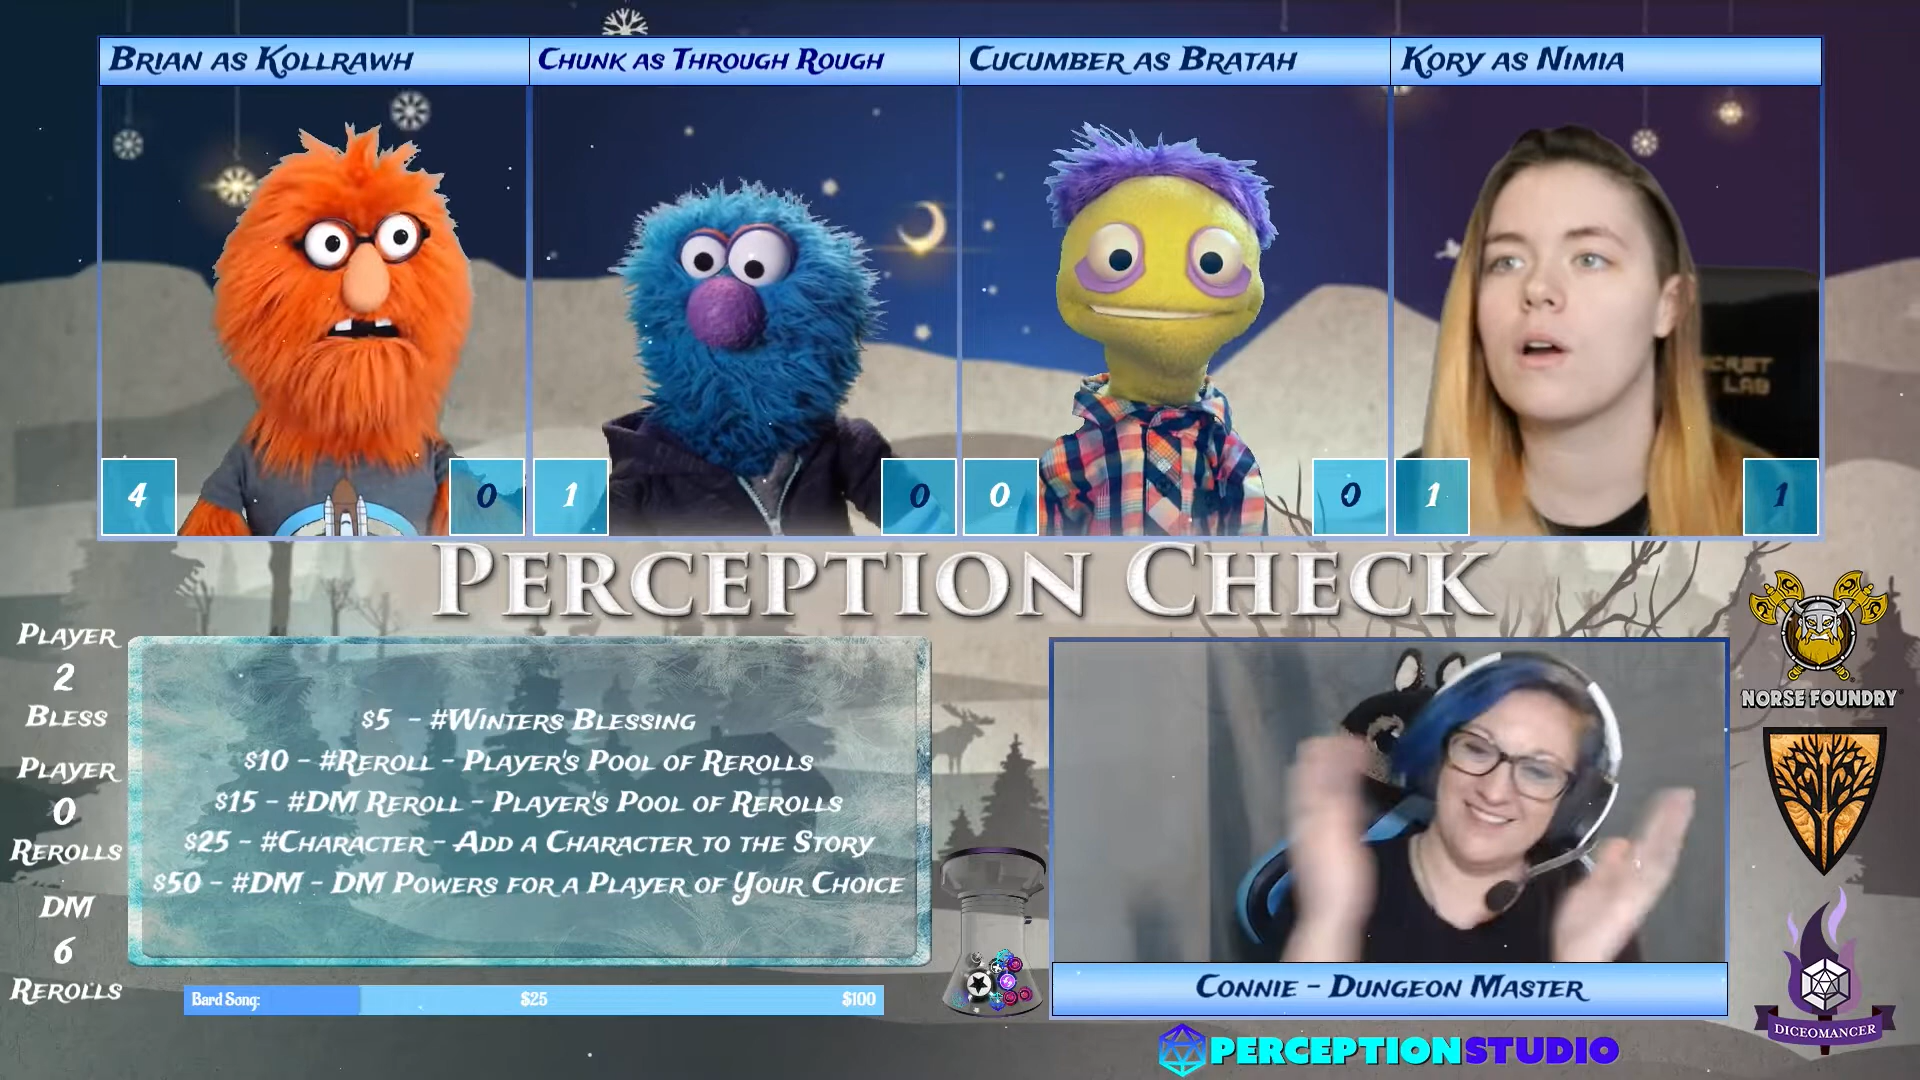 Brian as Kollrawh
Chunk as Through Rough
Cucumber as Bratah
Kory as Nimia
4
0
1
0
0
0
1
1
Perception Check
Player
2
Bless
Player
0
Rerolls
DM
6
Rerolls
$5 - #Winters Blessing
$10 - #Reroll - Player's Pool of Rerolls
$15 - #DM Reroll - Player's Pool of Rerolls
$25 - #Character - Add a Character to the Story
$50 - #DM - DM Powers for a Player of Your Choice
Bard Song: $25 $100
Connie - Dungeon Master
NORSE FOUNDRY
DICEOMANCER
PERCEPTION STUDIO